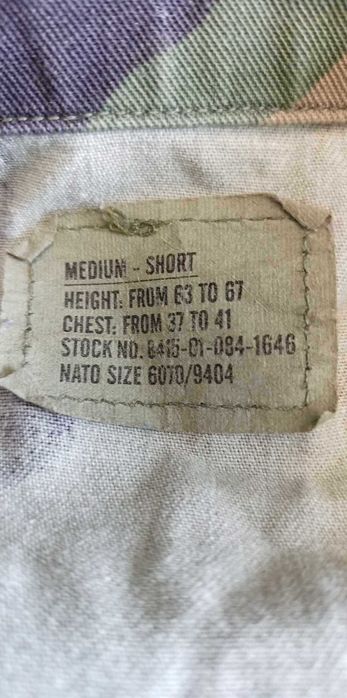 MEDIUM - SHORT
HEIGHT: FROM 63 TO 67
CHEST: FROM 37 TO 41
STOCK NO. 8415-01-084-1646
NATO SIZE 6070/9404